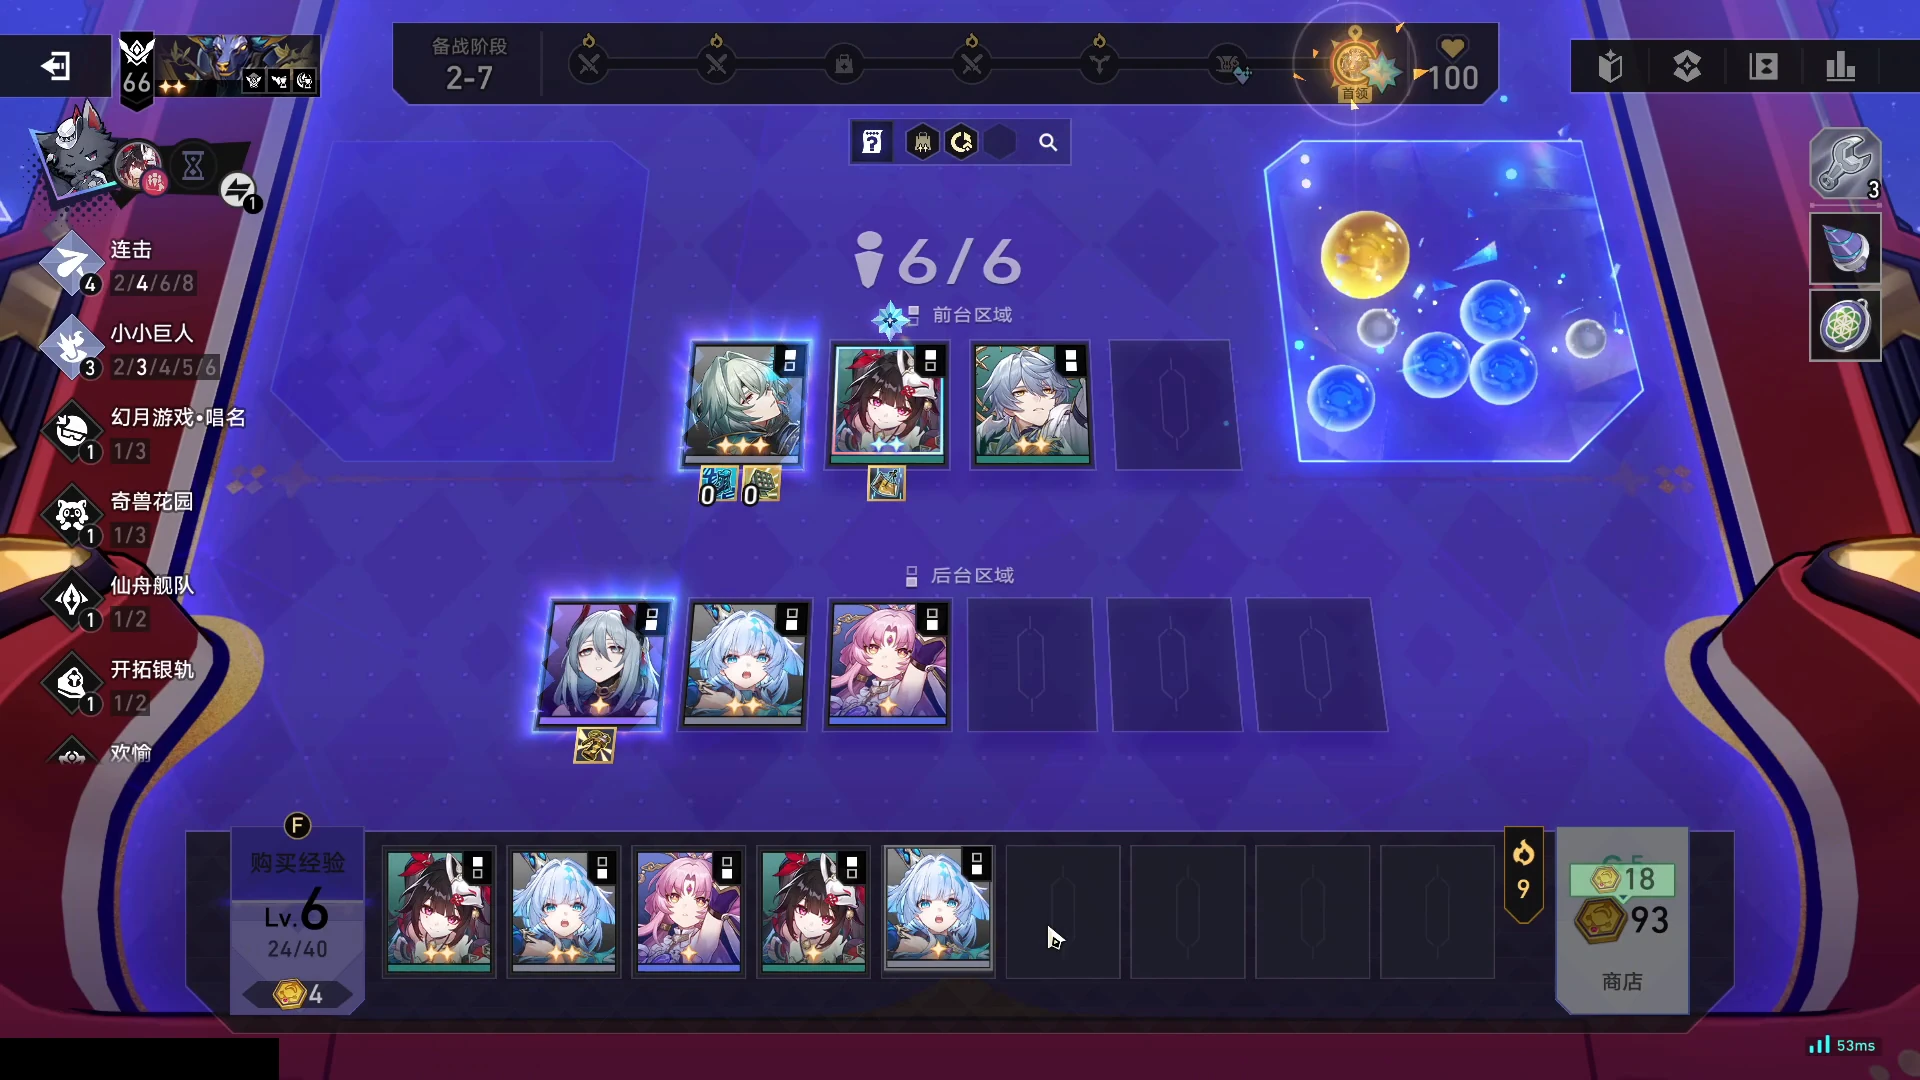 66
备战阶段
2-7
首领
100
1
3
6/6
前台区域
连击
4
2/4/6/8
小小巨人
3
2/3/4/5/6
幻月游戏•唱名
1
1/3
奇兽花园
1
1/3
仙舟舰队
1
1/2
开拓银轨
1
1/2
欢愉
0
0
后台区域
F
购买经验
Lv.6
24/40
4
9
18
93
商店
53ms